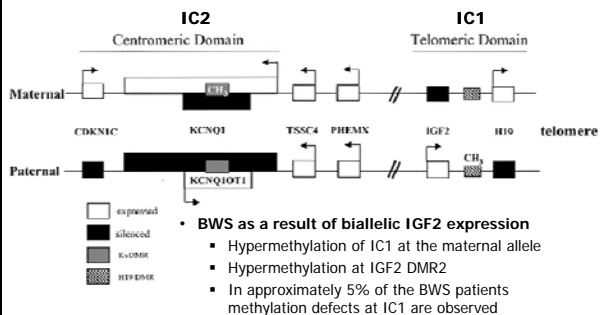 IC2 IC1
Centromeric Domain Telomeric Domain
Maternal CH3
CDKN1C KCNQ1 TSSC4 PHEMX IGF2 H19 telomere
Paternal CH3
KCNQ1OT1
expressed
silenced
KvDMR
H19 DMR
• BWS as a result of biallelic IGF2 expression
▪ Hypermethylation of IC1 at the maternal allele
▪ Hypermethylation at IGF2 DMR2
▪ In approximately 5% of the BWS patients
methylation defects at IC1 are observed